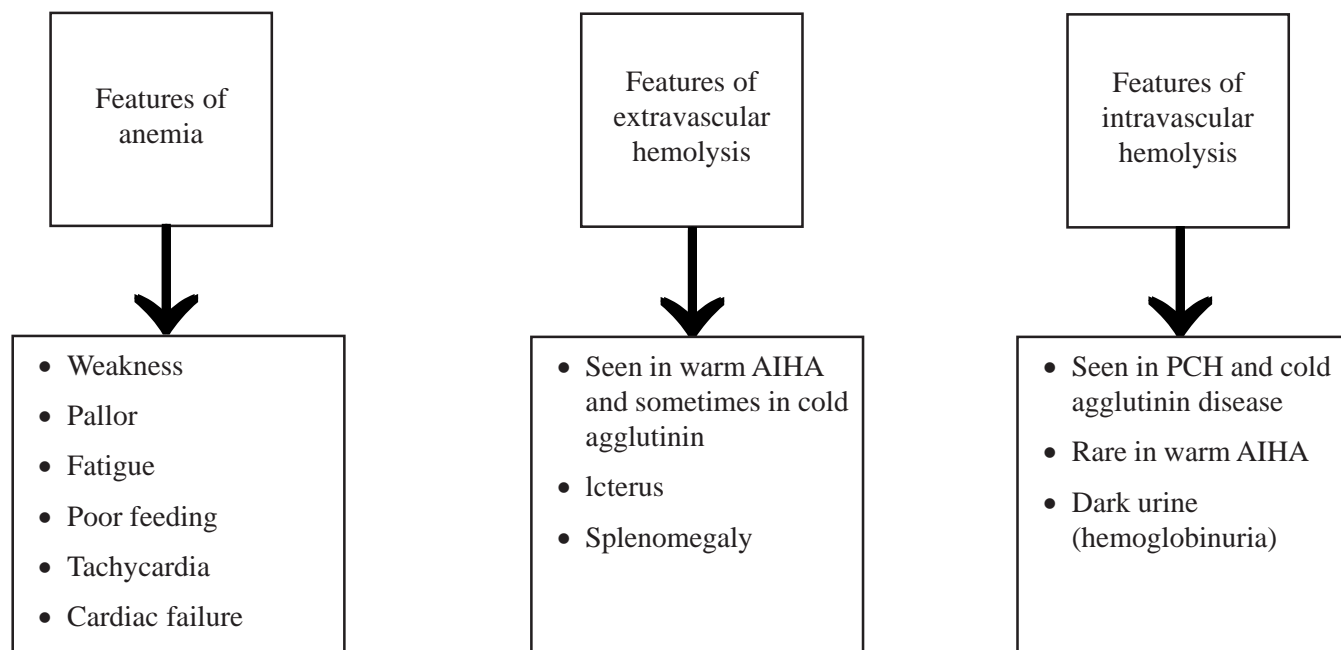 Features of
anemia
Features of
extravascular
hemolysis
Features of
intravascular
hemolysis
• Weakness
• Pallor
• Fatigue
• Poor feeding
• Tachycardia
• Cardiac failure
• Seen in warm AIHA
and sometimes in cold
agglutinin
• lcterus
• Splenomegaly
• Seen in PCH and cold
agglutinin disease
• Rare in warm AIHA
• Dark urine
(hemoglobinuria)